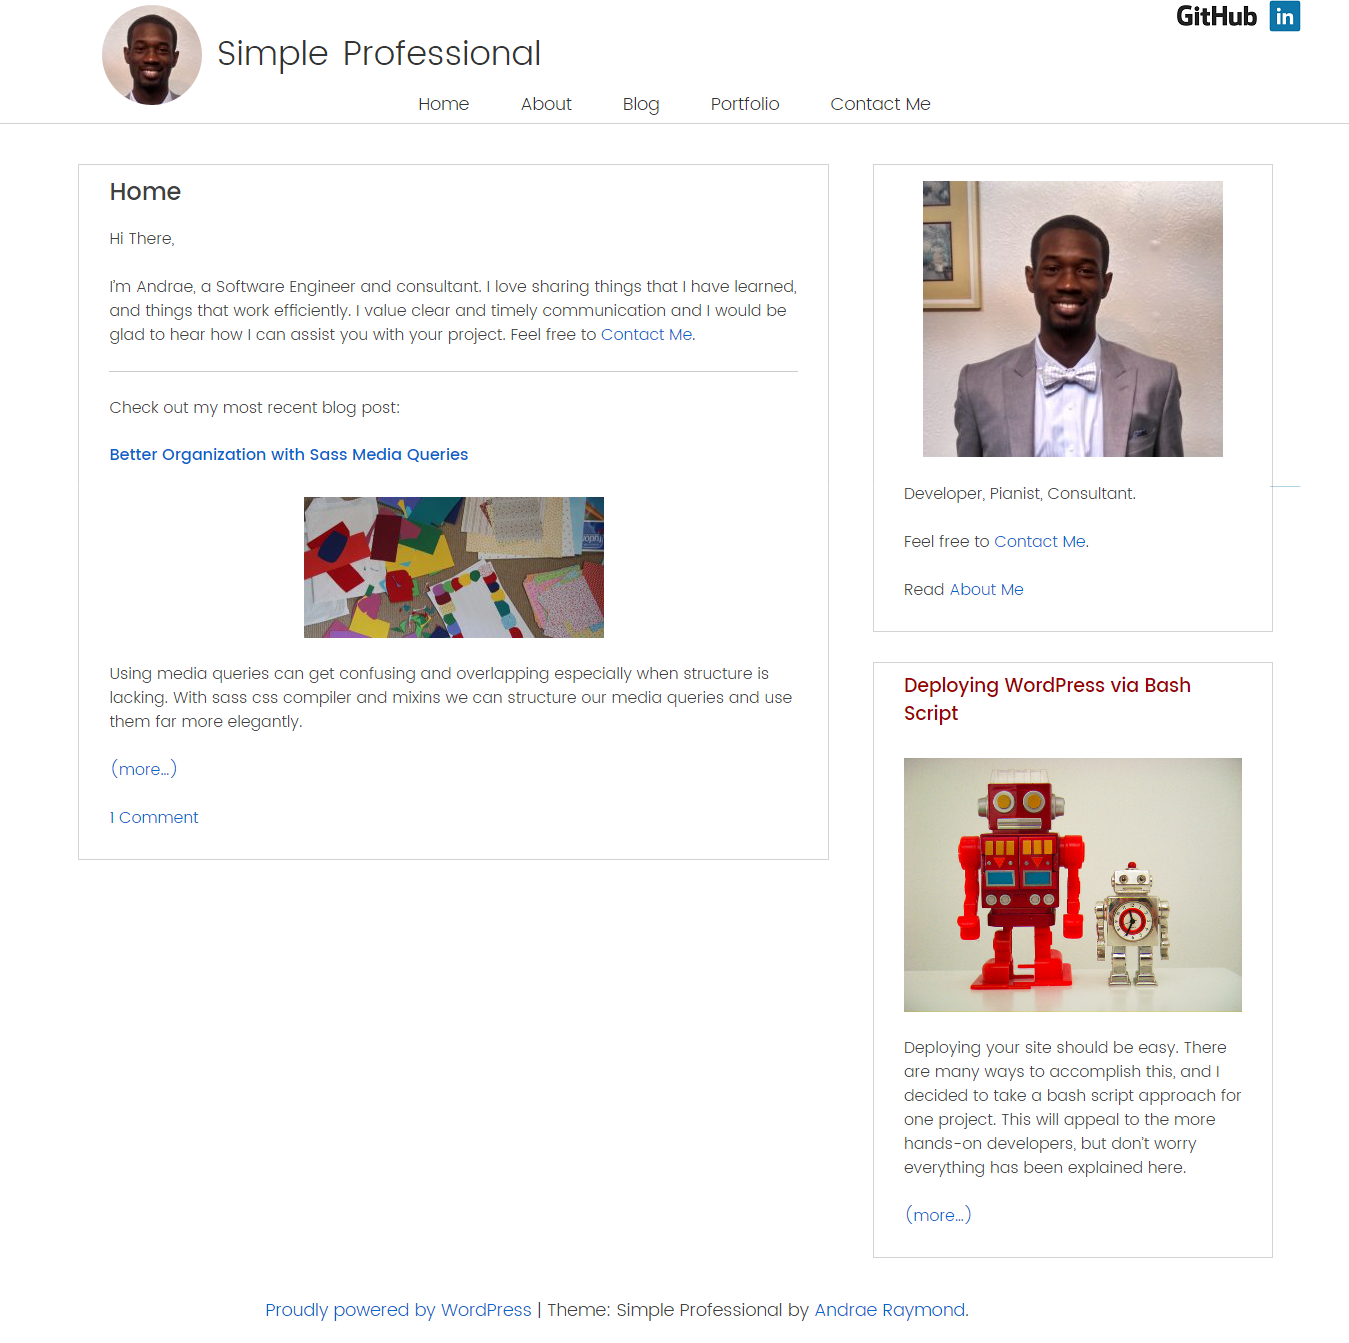 GitHub in
Simple Professional
Home About Blog Portfolio Contact Me
Home
Hi There,
I'm Andrae, a Software Engineer and consultant. I love sharing things that I have learned,
and things that work efficiently. I value clear and timely communication and I would be
glad to hear how I can assist you with your project. Feel free to Contact Me.
Check out my most recent blog post:
Better Organization with Sass Media Queries
Using media queries can get confusing and overlapping especially when structure is
lacking. With sass css compiler and mixins we can structure our media queries and use
them far more elegantly.
(more…)
1 Comment
Developer, Pianist, Consultant.
Feel free to Contact Me.
Read About Me
Deploying WordPress via Bash
Script
Deploying your site should be easy. There
are many ways to accomplish this, and I
decided to take a bash script approach for
one project. This will appeal to the more
hands-on developers, but don't worry
everything has been explained here.
(more…)
Proudly powered by WordPress | Theme: Simple Professional by Andrae Raymond.